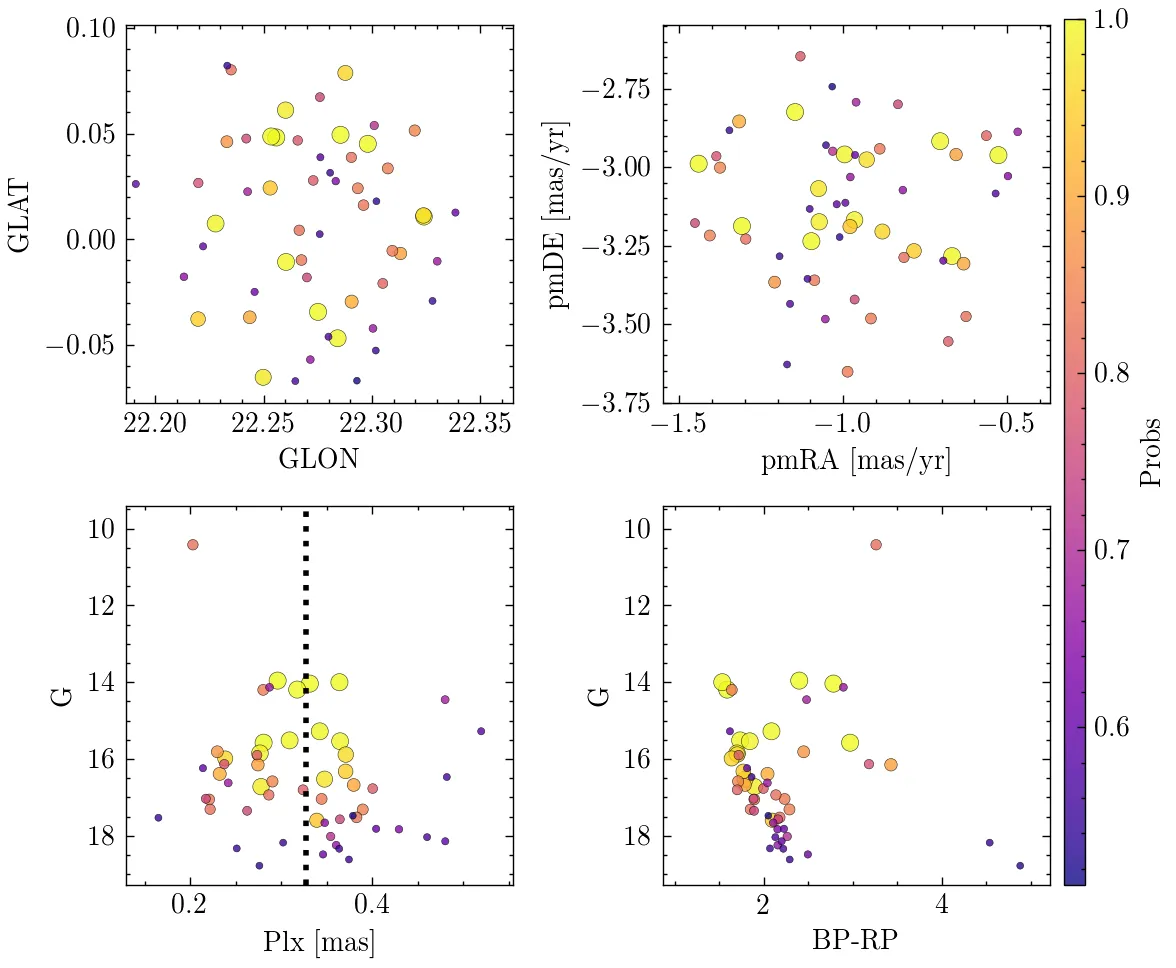 0.10
0.05
0.00
−0.05
GLAT
22.20 22.25 22.30 22.35
GLON
−2.75
−3.00
−3.25
−3.50
−3.75
pmDE [mas/yr]
−1.5 −1.0 −0.5
pmRA [mas/yr]
10
12
14
16
18
G
0.2 0.4
Plx [mas]
10
12
14
16
18
G
2 4
BP-RP
1.0
0.9
0.8
0.7
0.6
Probs